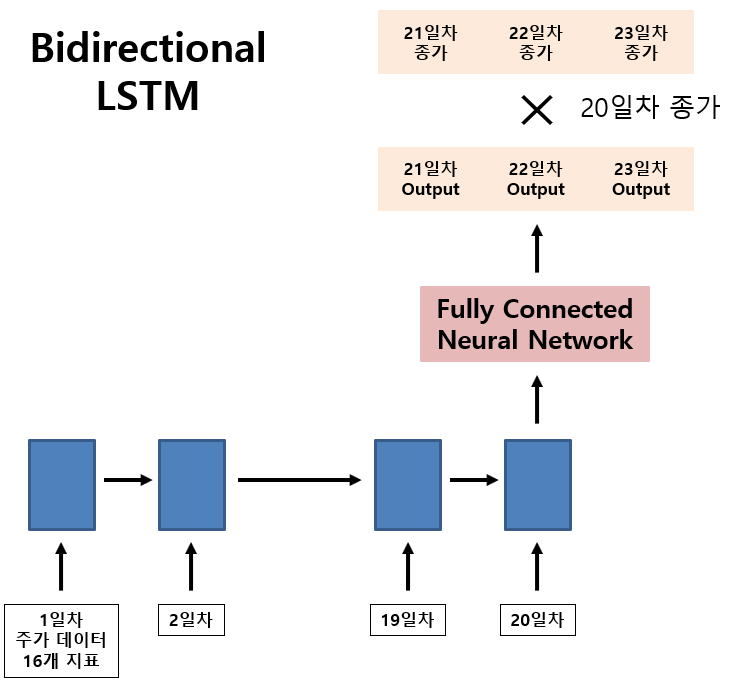 Bidirectional
LSTM
21일차
종가
22일차
종가
23일차
종가
20일차 종가
21일차
Output
22일차
Output
23일차
Output
Fully Connected
Neural Network
1일차
주가 데이터
16개 지표
2일차
19일차
20일차